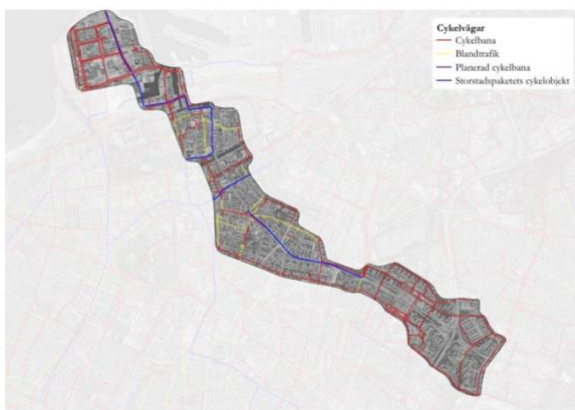 Cykelvägar
Cykelbana
Blandtrafik
Planerad cykelbana
Storstadspaketets cykelobjekt